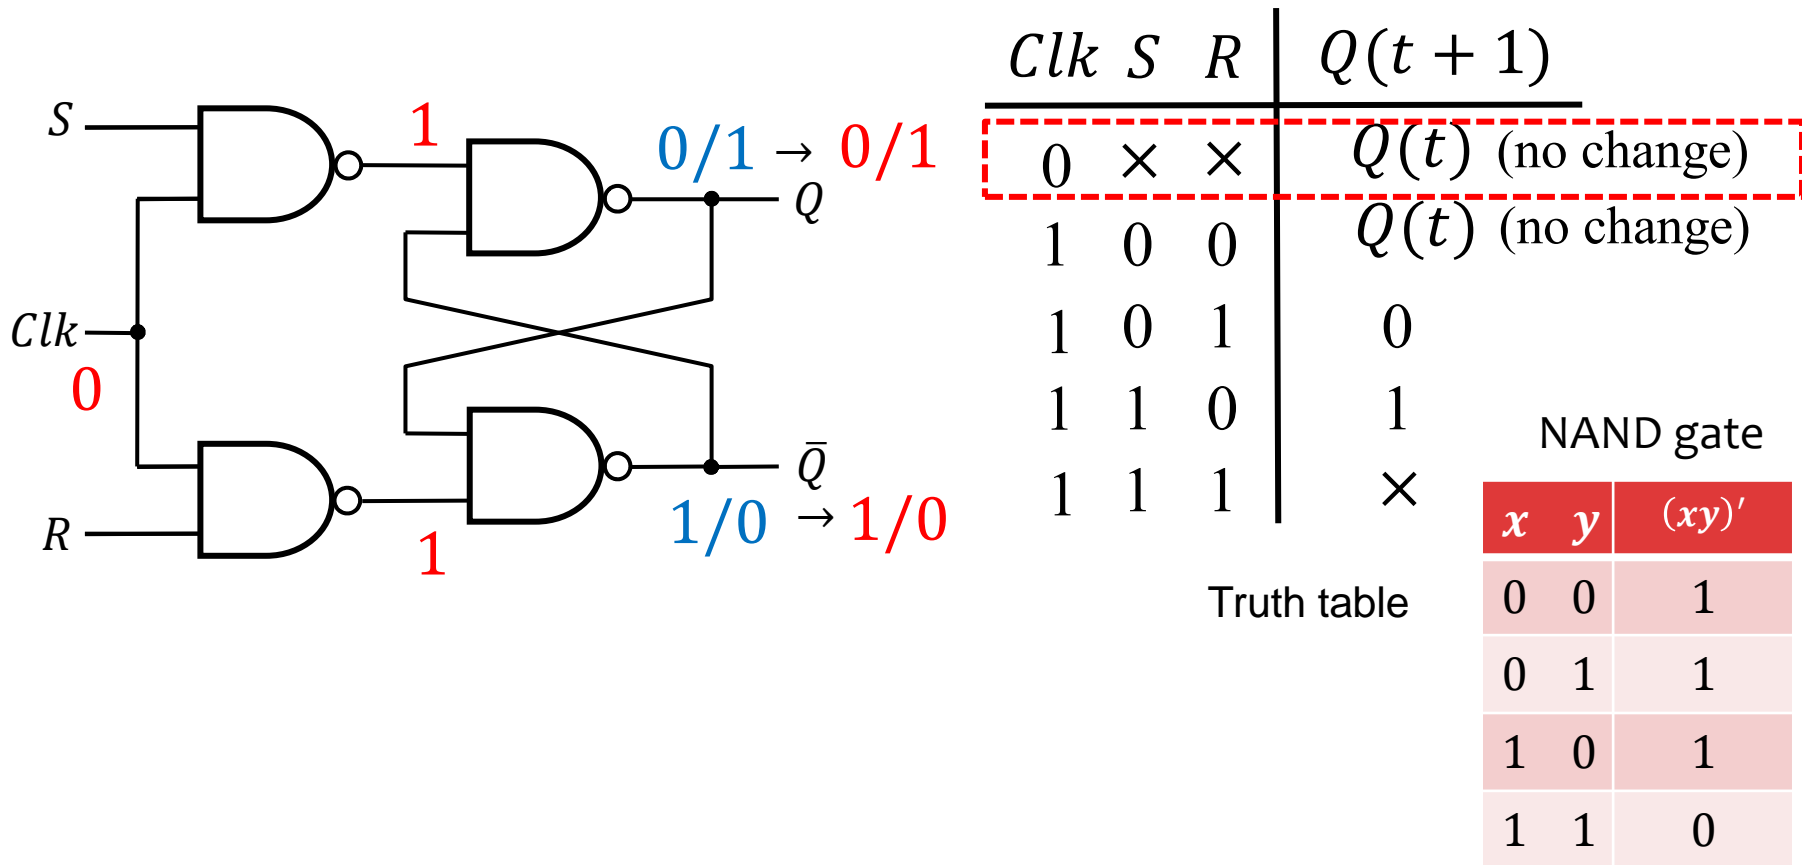 S
1
0/1 → 0/1
Q
Clk
0
Q̄
R
1
1/0 → 1/0
Clk S R Q(t + 1)
0 × × Q(t) (no change)
1 0 0 Q(t) (no change)
1 0 1 0
1 1 0 1
1 1 1 ×
Truth table
NAND gate
x y (xy)′
0 0 1
0 1 1
1 0 1
1 1 0